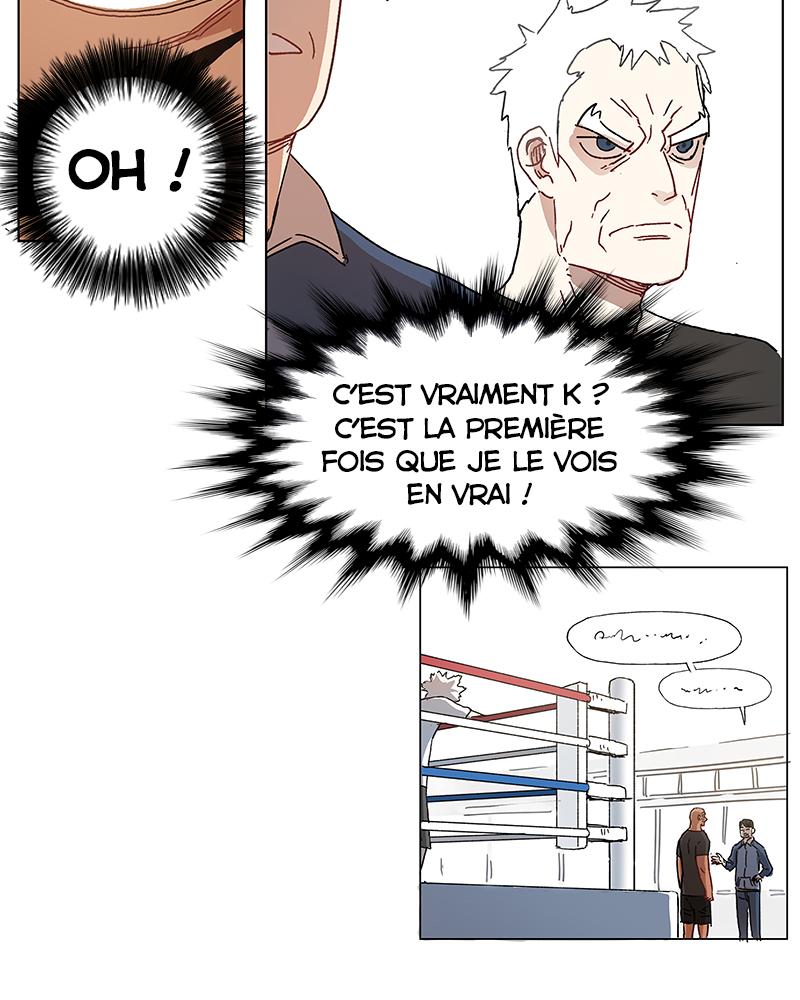 OH !
C'EST VRAIMENT K ?
C'EST LA PREMIÈRE
FOIS QUE JE LE VOIS
EN VRAI !